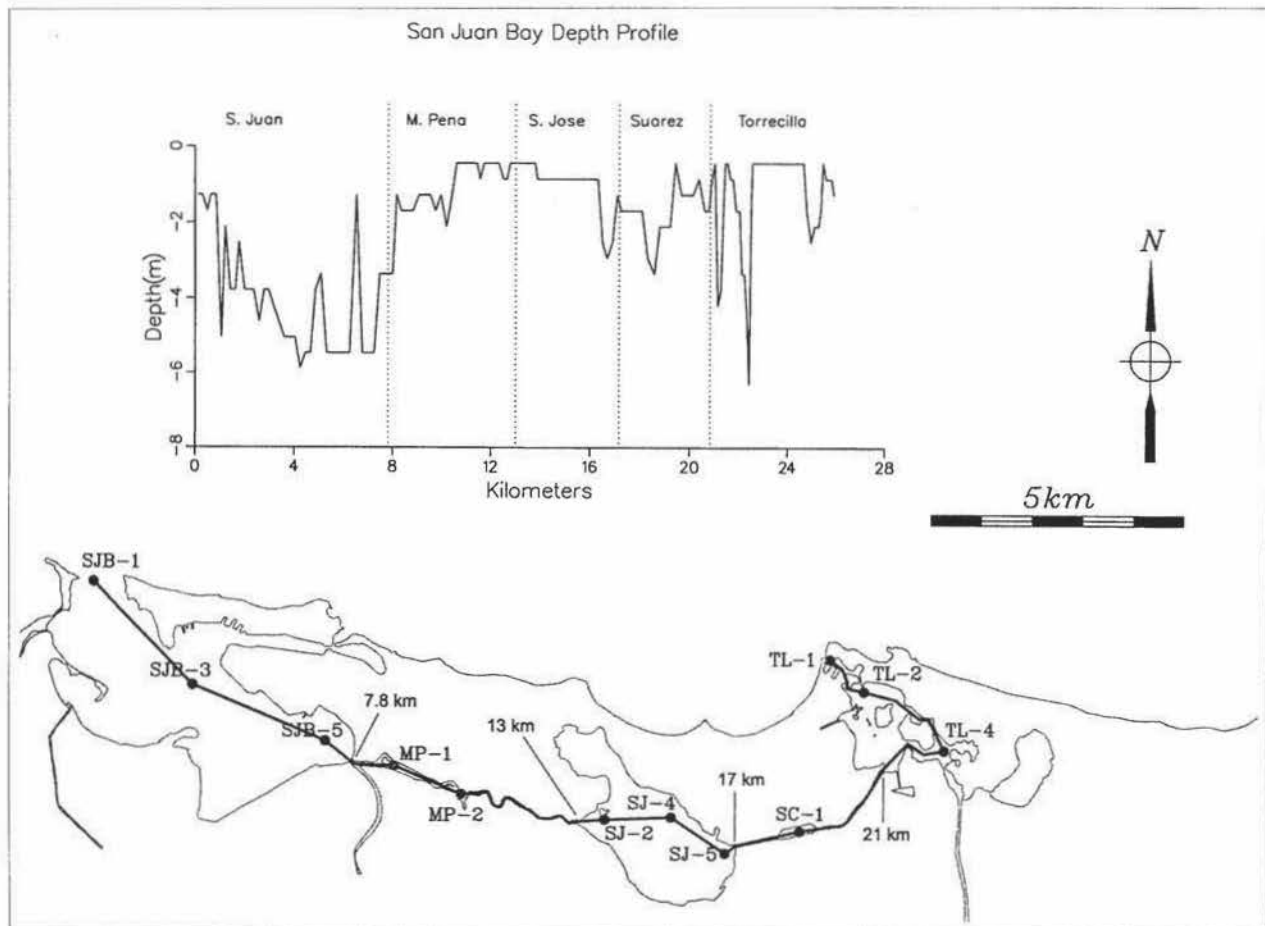 San Juan Bay Depth Profile
S. Juan
M. Pena
S. Jose
Suarez
Torrecilla
Depth(m)
0
-2
-4
-6
-8
0
4
8
12
16
20
24
28
Kilometers
N
5km
SJB-1
SJB-3
SJB-5
7.8 km
MP-1
MP-2
13 km
SJ-2
SJ-4
SJ-5
17 km
SC-1
21 km
TL-1
TL-2
TL-4